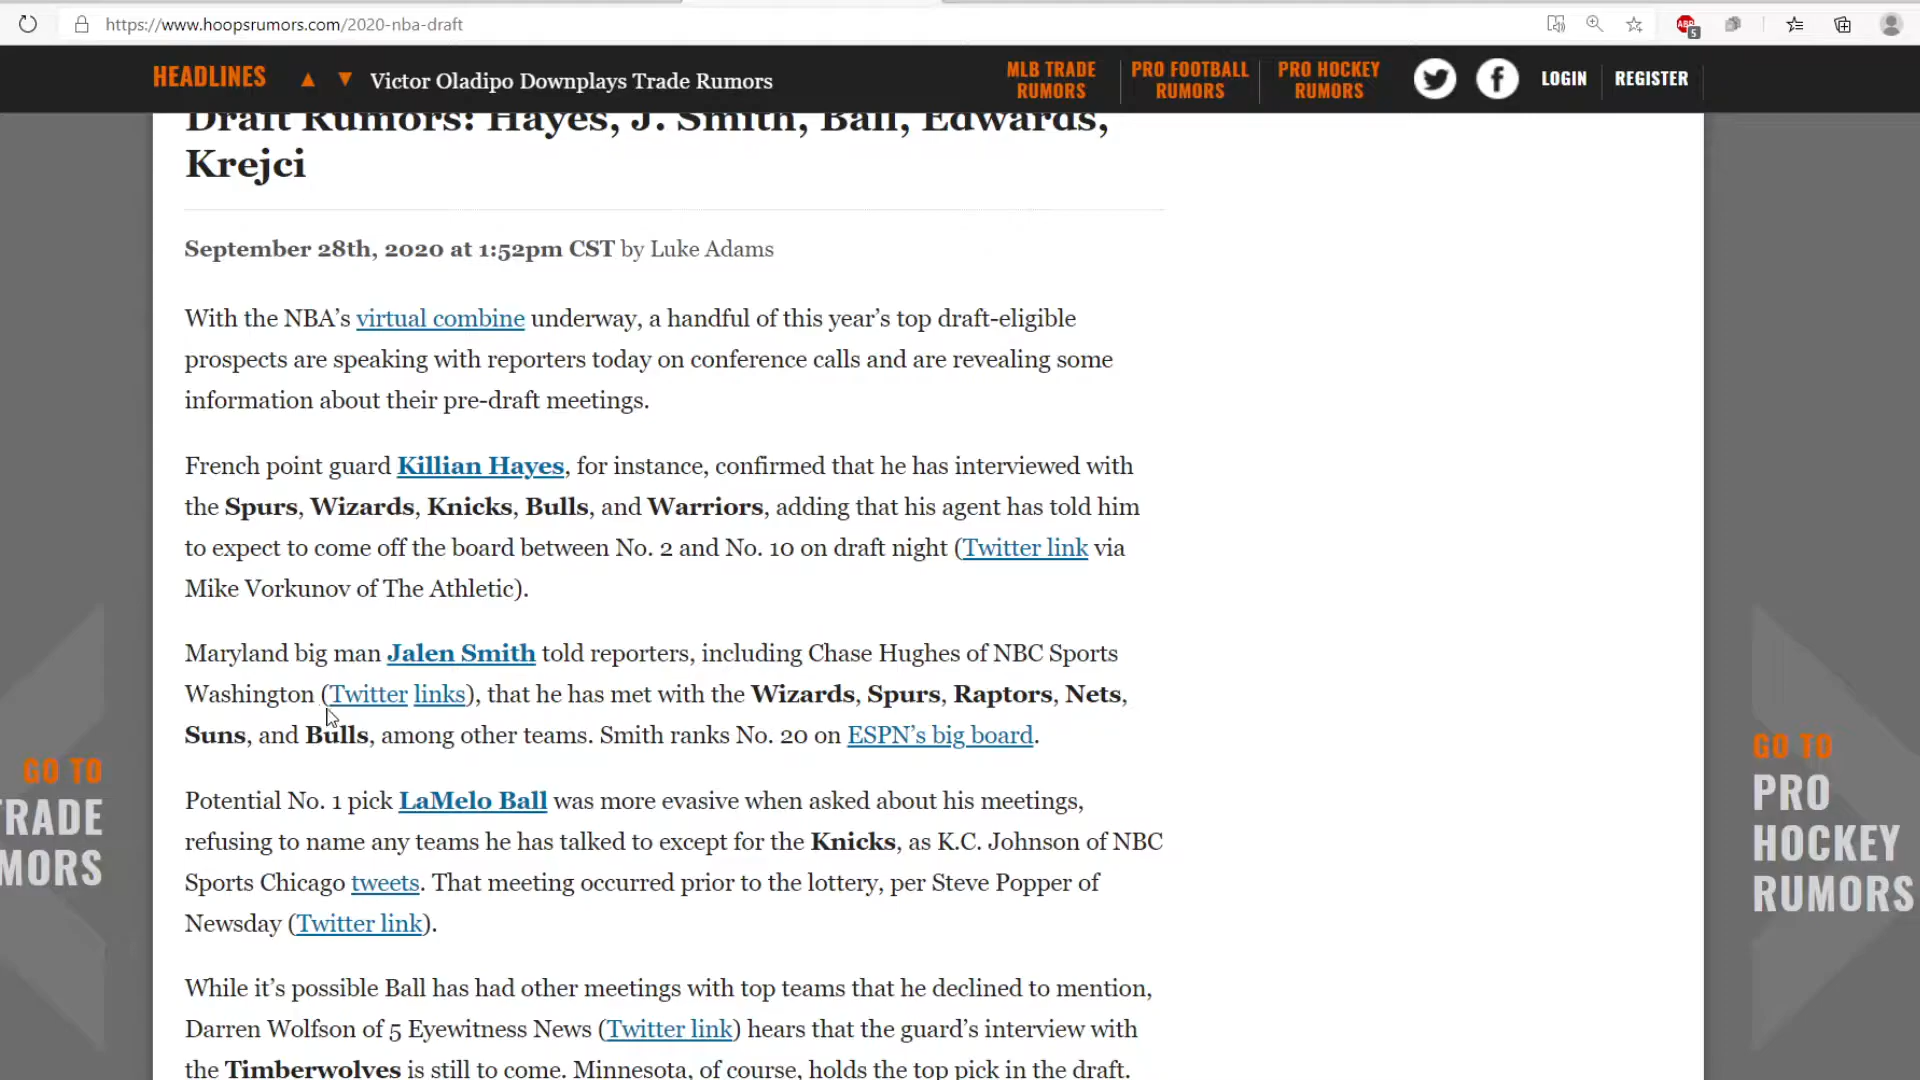 https://www.hoopsrumors.com/2020-nba-draft
ABP
5
HEADLINES
Victor Oladipo Downplays Trade Rumors
MLB TRADE
RUMORS
PRO FOOTBALL
RUMORS
PRO HOCKEY
RUMORS
LOGIN
REGISTER
Draft Rumors: Hayes, J. Smith, Ball, Edwards,
Krejci
September 28th, 2020 at 1:52pm CST by Luke Adams
With the NBA’s virtual combine underway, a handful of this year’s top draft-eligible
prospects are speaking with reporters today on conference calls and are revealing some
information about their pre-draft meetings.
French point guard Killian Hayes, for instance, confirmed that he has interviewed with
the Spurs, Wizards, Knicks, Bulls, and Warriors, adding that his agent has told him
to expect to come off the board between No. 2 and No. 10 on draft night (Twitter link via
Mike Vorkunov of The Athletic).
Maryland big man Jalen Smith told reporters, including Chase Hughes of NBC Sports
Washington (Twitter links), that he has met with the Wizards, Spurs, Raptors, Nets,
Suns, and Bulls, among other teams. Smith ranks No. 20 on ESPN’s big board.
Potential No. 1 pick LaMelo Ball was more evasive when asked about his meetings,
refusing to name any teams he has talked to except for the Knicks, as K.C. Johnson of NBC
Sports Chicago tweets. That meeting occurred prior to the lottery, per Steve Popper of
Newsday (Twitter link).
While it’s possible Ball has had other meetings with top teams that he declined to mention,
Darren Wolfson of 5 Eyewitness News (Twitter link) hears that the guard’s interview with
the Timberwolves is still to come. Minnesota, of course, holds the top pick in the draft.
GO TO
TRADE
MORS
GO TO
PRO
HOCKEY
RUMORS